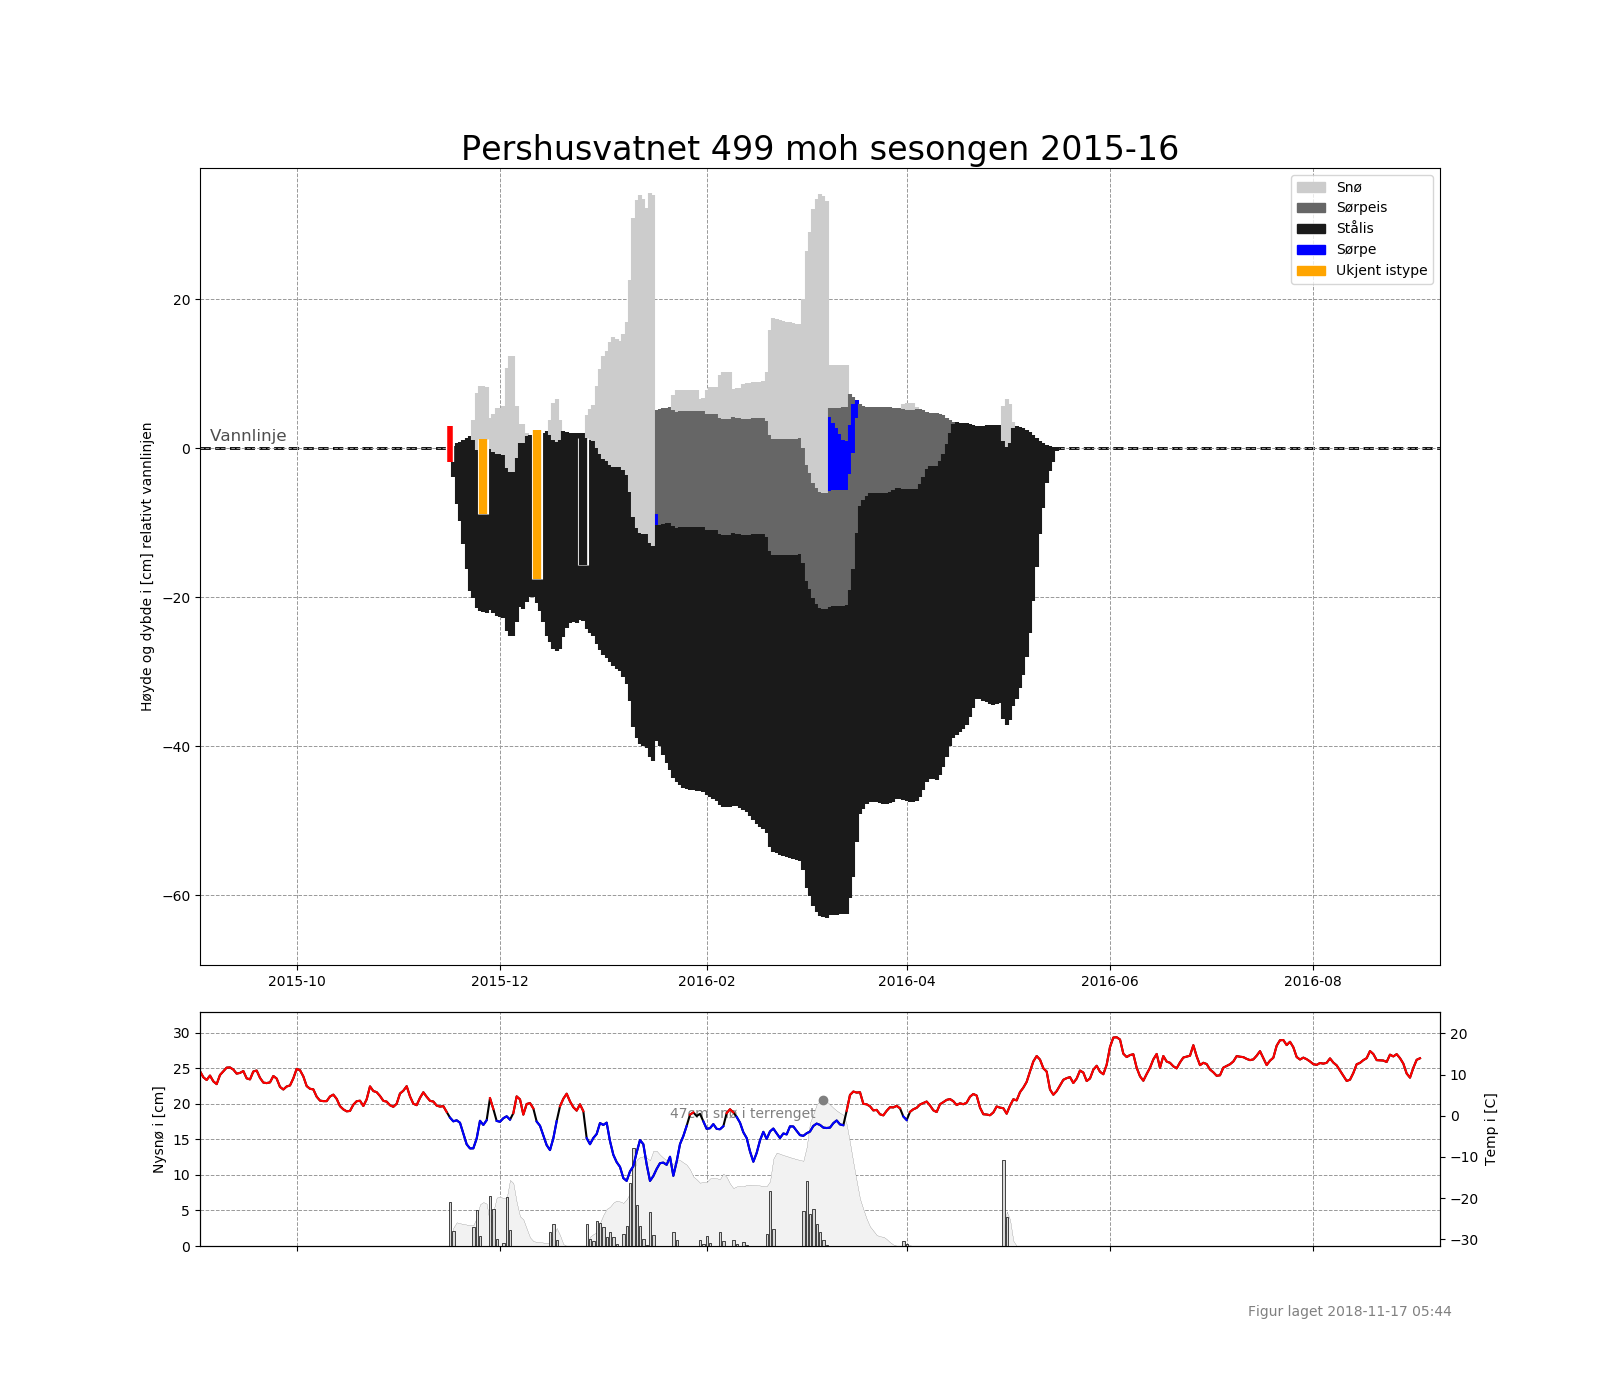 Pershusvatnet 499 moh sesongen 2015-16
Snø
Sørpeis
Stålis
Sørpe
Ukjent istype
Høyde og dybde i [cm] relativt vannlinjen
20
0
−20
−40
−60
Vannlinje
2015-10
2015-12
2016-02
2016-04
2016-06
2016-08
Nysnø i [cm]
30
25
20
15
10
5
0
47cm snø i terrenget
20
10
0
−10
−20
−30
Temp i [C]
Figur laget 2018-11-17 05:44